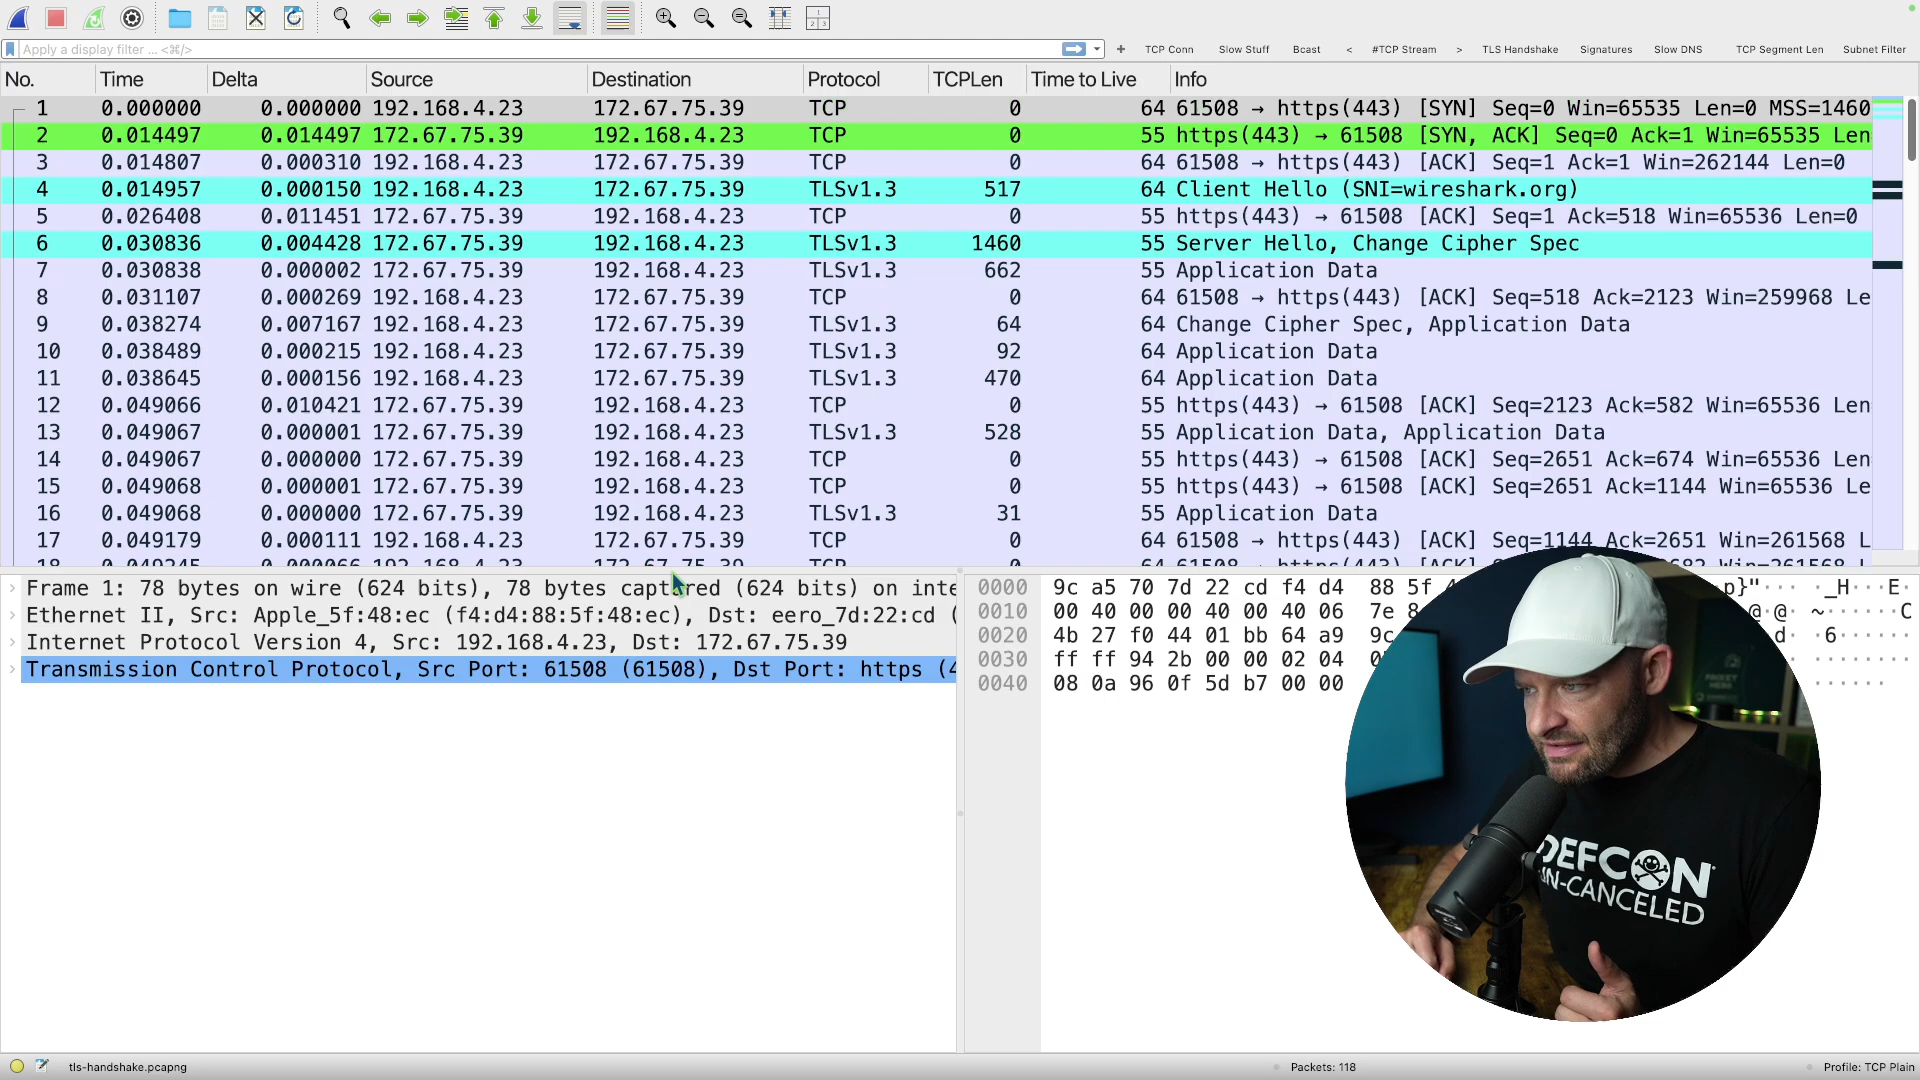 Apply a display filter ... <⌘/>
+ TCP Conn Slow Stuff Bcast < #TCP Stream > TLS Handshake Signatures Slow DNS TCP Segment Len Subnet Filter
No. Time Delta Source Destination Protocol TCPLen Time to Live Info
1 0.000000 0.000000 192.168.4.23 172.67.75.39 TCP 0 64 61508 → https(443) [SYN] Seq=0 Win=65535 Len=0 MSS=1460
2 0.014497 0.014497 172.67.75.39 192.168.4.23 TCP 0 55 https(443) → 61508 [SYN, ACK] Seq=0 Ack=1 Win=65535 Len
3 0.014807 0.000310 192.168.4.23 172.67.75.39 TCP 0 64 61508 → https(443) [ACK] Seq=1 Ack=1 Win=262144 Len=0
4 0.014957 0.000150 192.168.4.23 172.67.75.39 TLSv1.3 517 64 Client Hello (SNI=wireshark.org)
5 0.026408 0.011451 172.67.75.39 192.168.4.23 TCP 0 55 https(443) → 61508 [ACK] Seq=1 Ack=518 Win=65536 Len=0
6 0.030836 0.004428 172.67.75.39 192.168.4.23 TLSv1.3 1460 55 Server Hello, Change Cipher Spec
7 0.030838 0.000002 172.67.75.39 192.168.4.23 TLSv1.3 662 55 Application Data
8 0.031107 0.000269 192.168.4.23 172.67.75.39 TCP 0 64 61508 → https(443) [ACK] Seq=518 Ack=2123 Win=259968 Le
9 0.038274 0.007167 192.168.4.23 172.67.75.39 TLSv1.3 64 64 Change Cipher Spec, Application Data
10 0.038489 0.000215 192.168.4.23 172.67.75.39 TLSv1.3 92 64 Application Data
11 0.038645 0.000156 192.168.4.23 172.67.75.39 TLSv1.3 470 64 Application Data
12 0.049066 0.010421 172.67.75.39 192.168.4.23 TCP 0 55 https(443) → 61508 [ACK] Seq=2123 Ack=582 Win=65536 Len
13 0.049067 0.000001 172.67.75.39 192.168.4.23 TLSv1.3 528 55 Application Data, Application Data
14 0.049067 0.000000 172.67.75.39 192.168.4.23 TCP 0 55 https(443) → 61508 [ACK] Seq=2651 Ack=674 Win=65536 Len
15 0.049068 0.000001 172.67.75.39 192.168.4.23 TCP 0 55 https(443) → 61508 [ACK] Seq=2651 Ack=1144 Win=65536 Le
16 0.049068 0.000000 172.67.75.39 192.168.4.23 TLSv1.3 31 55 Application Data
17 0.049179 0.000111 192.168.4.23 172.67.75.39 TCP 0 64 61508 → https(443) [ACK] Seq=1144 Ack=2651 Win=261568 L
Frame 1: 78 bytes on wire (624 bits), 78 bytes captured (624 bits) on inte
Ethernet II, Src: Apple_5f:48:ec (f4:d4:88:5f:48:ec), Dst: eero_7d:22:cd (
Internet Protocol Version 4, Src: 192.168.4.23, Dst: 172.67.75.39
Transmission Control Protocol, Src Port: 61508 (61508), Dst Port: https (4
0000 9c a5 70 7d 22 cd f4 d4 88 5f p}"··· ·_H···E·
0010 00 40 00 00 40 00 40 06 7e @·@· ~······C
0020 4b 27 f0 44 01 bb 64 a9 9c d· ·6······
0030 ff ff 94 2b 00 00 02 04
0040 08 0a 96 0f 5d b7 00 00
DEFCON
IN-CANCELED
tls-handshake.pcapng Packets: 118 Profile: TCP Plain